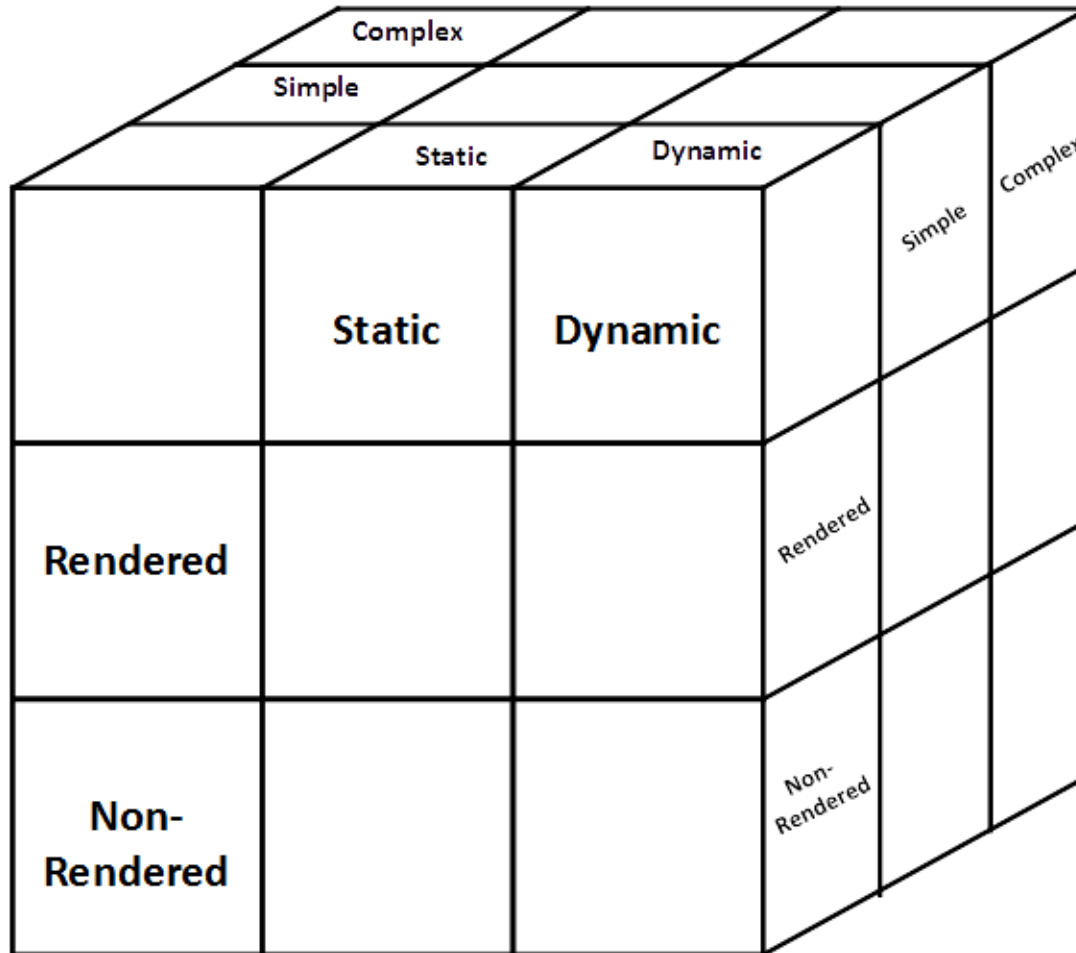 Complex
Simple
Static
Dynamic
Complex
Simple
Static
Dynamic
Rendered
Rendered
Non-
Rendered
Non-
Rendered